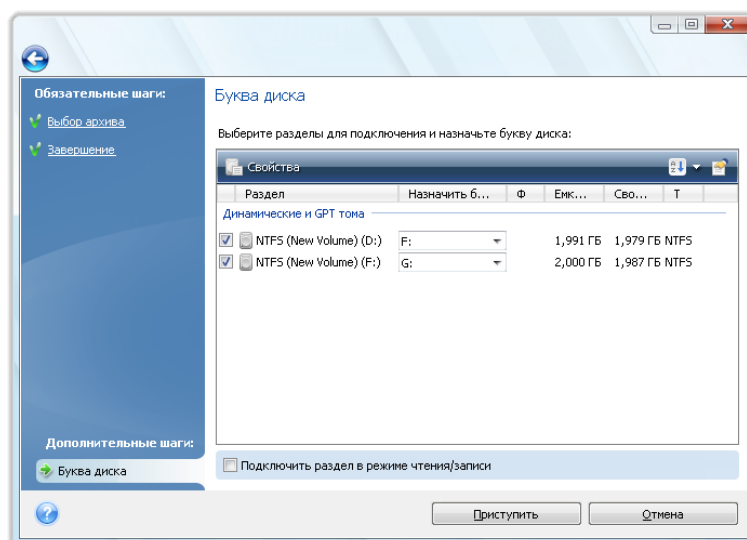 Обязательные шаги:
Выбор архива
Завершение
Буква диска
Выберите разделы для подключения и назначьте букву диска:
Свойства
Раздел Назначить б... Ф Емк... Сво... Т
Динамические и GPT тома
NTFS (New Volume) (D:) F: 1,991 ГБ 1,979 ГБ NTFS
NTFS (New Volume) (F:) G: 2,000 ГБ 1,987 ГБ NTFS
Подключить раздел в режиме чтения/записи
Дополнительные шаги:
Буква диска
Приступить Отмена